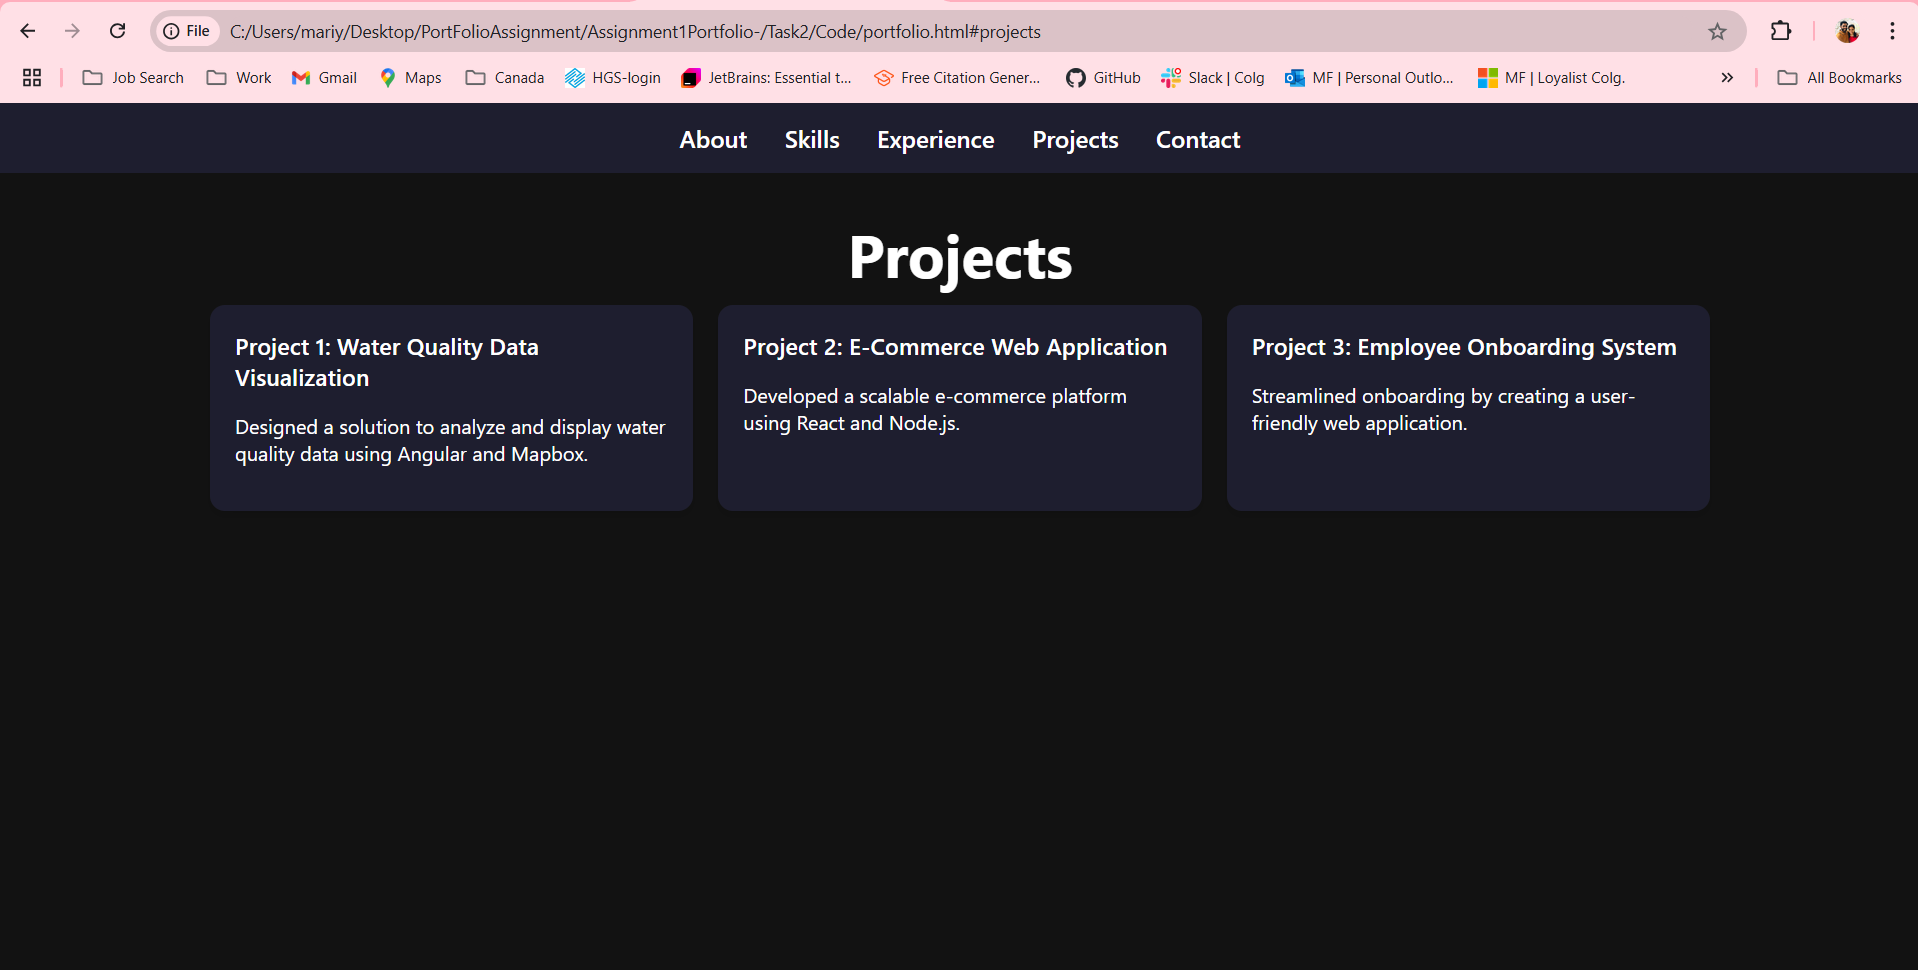 File C:/Users/mariy/Desktop/PortFolioAssignment/Assignment1Portfolio-/Task2/Code/portfolio.html#projects
Job Search Work Gmail Maps Canada HGS-login JetBrains: Essential t... Free Citation Gener... GitHub Slack | Colg MF | Personal Outlo... MF | Loyalist Colg. » All Bookmarks
About Skills Experience Projects Contact
Projects
Project 1: Water Quality Data
Visualization
Designed a solution to analyze and display water
quality data using Angular and Mapbox.
Project 2: E-Commerce Web Application
Developed a scalable e-commerce platform
using React and Node.js.
Project 3: Employee Onboarding System
Streamlined onboarding by creating a user-
friendly web application.